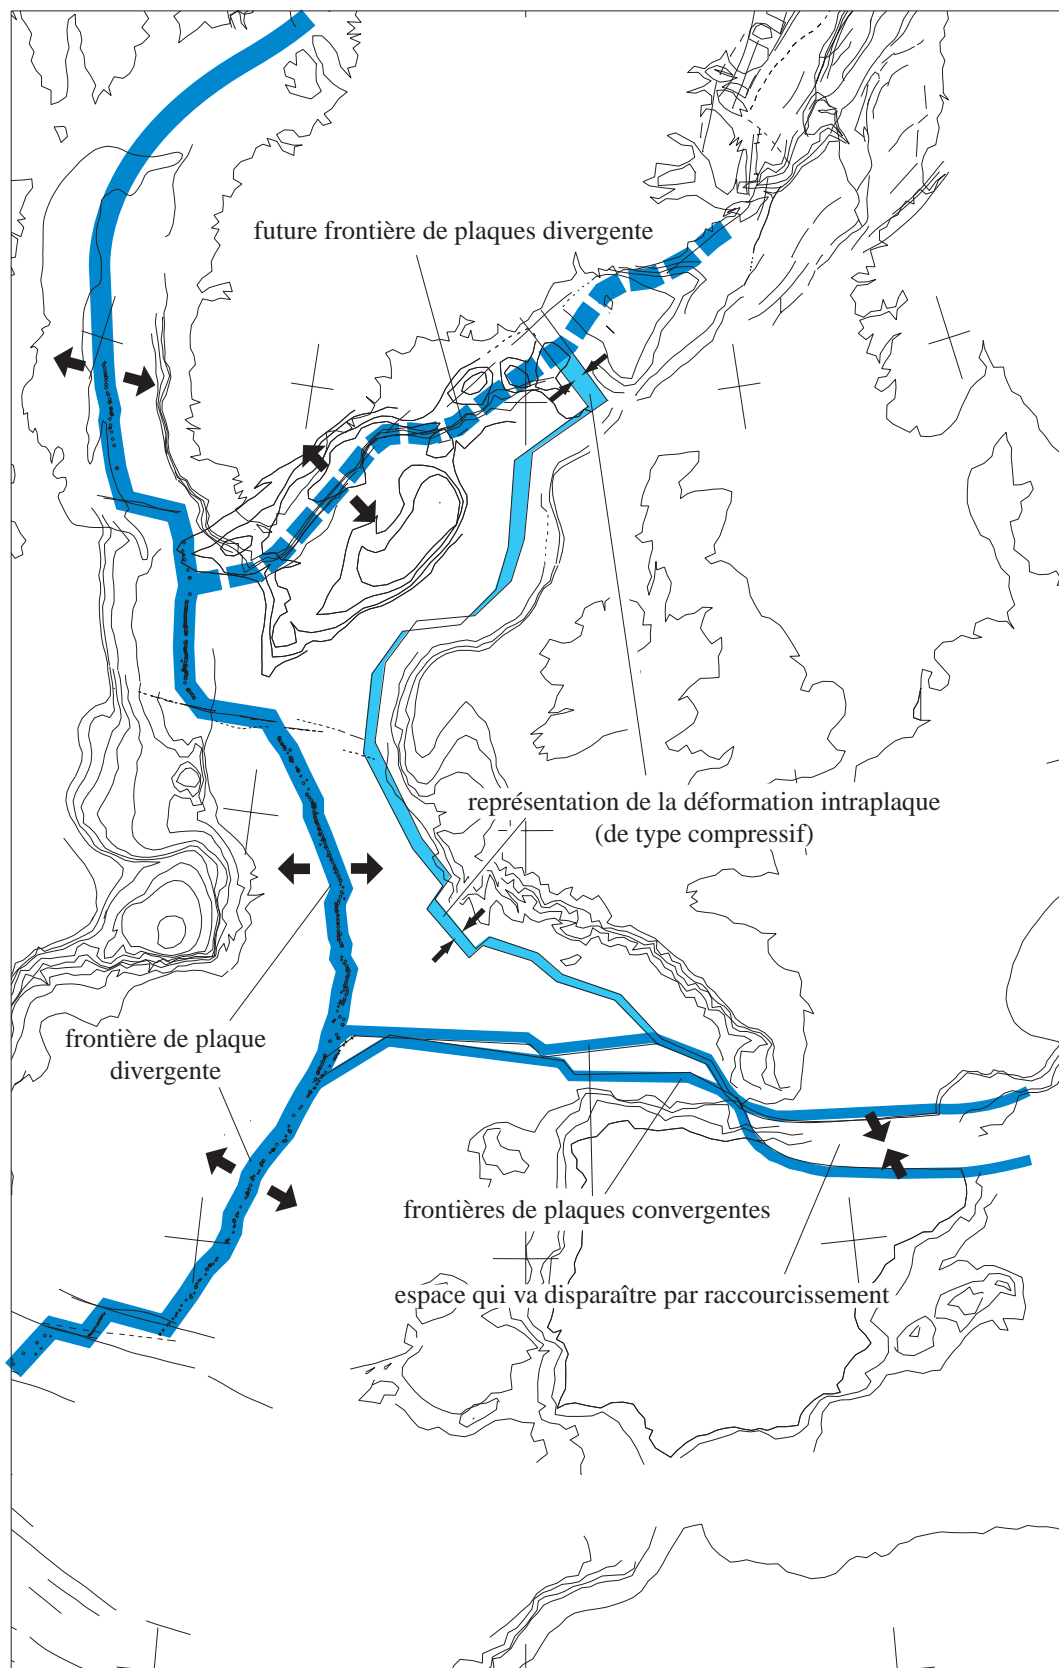 future frontière de plaques divergente
représentation de la déformation intraplaque
(de type compressif)
frontière de plaque
divergente
frontières de plaques convergentes
espace qui va disparaître par raccourcissement